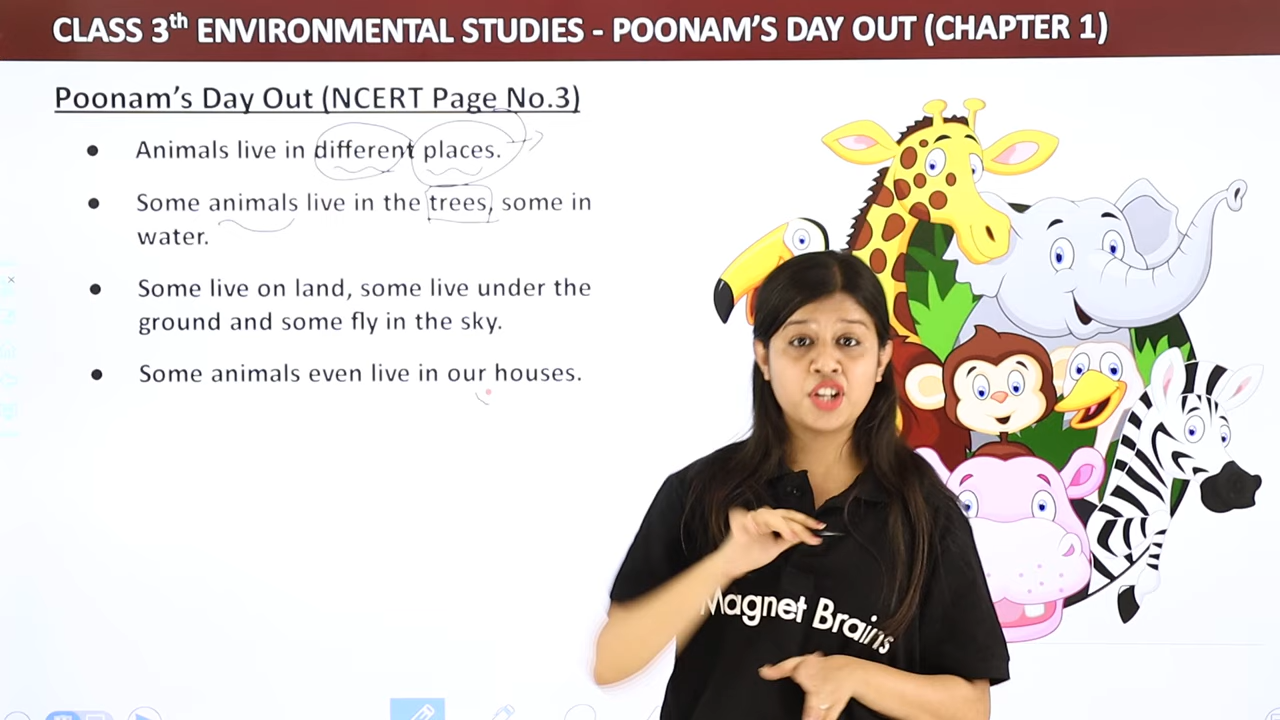 CLASS 3th ENVIRONMENTAL STUDIES - POONAM'S DAY OUT (CHAPTER 1)
Poonam's Day Out (NCERT Page No.3)
● Animals live in different places.
● Some animals live in the trees, some in
water.
● Some live on land, some live under the
ground and some fly in the sky.
● Some animals even live in our houses.
Magnet Brains